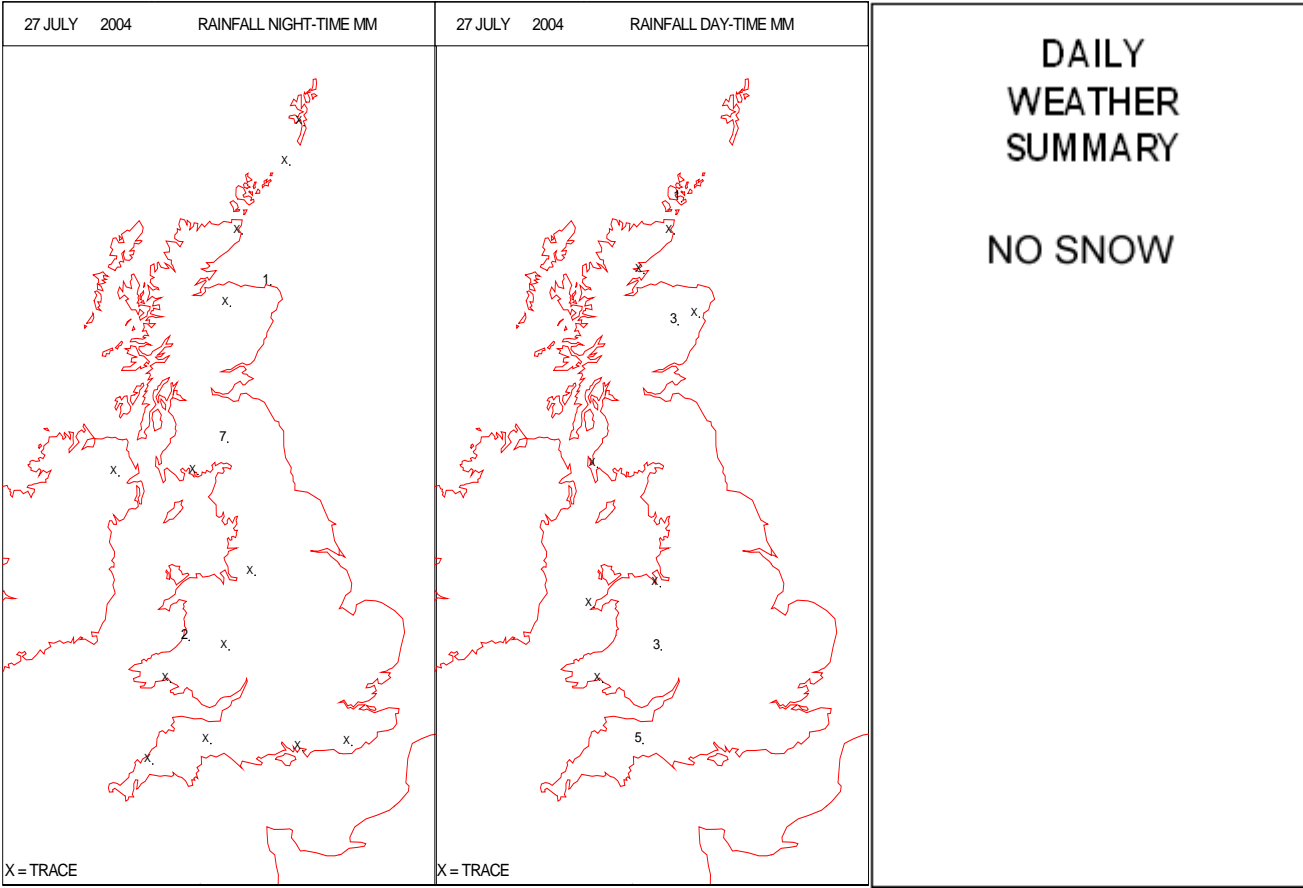 27 JULY 2004 RAINFALL NIGHT-TIME MM
X.
X.
X.
1.
X.
7.
X.
X.
X.
2.
X.
X.
X.
X.
X.
X.
X = TRACE
27 JULY 2004 RAINFALL DAY-TIME MM
1.
X.
X.
X.
3.
X.
X.
X.
3.
X.
5.
X = TRACE
DAILY
WEATHER
SUMMARY
NO SNOW